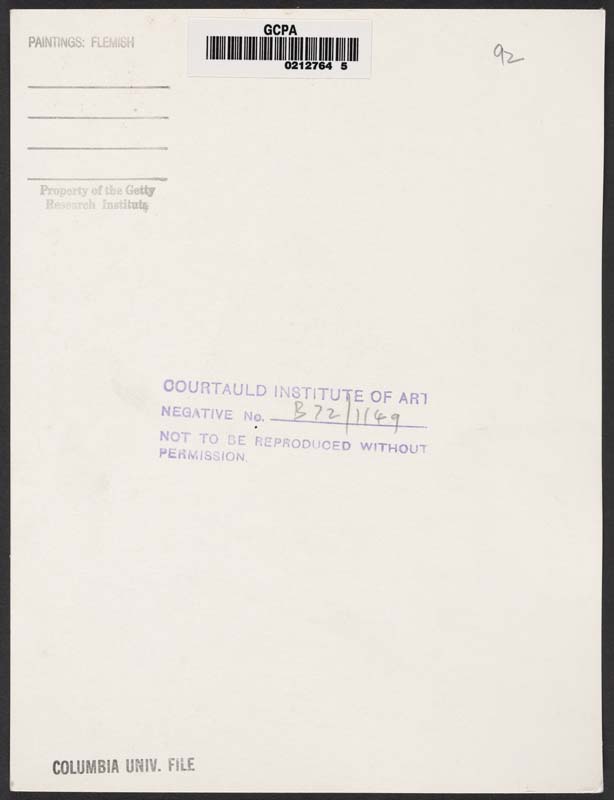 PAINTINGS: FLEMISH
GCPA
0212764 5
92
Property of the Getty
Research Institute
COURTAULD INSTITUTE OF ART
NEGATIVE No. B72/1149
NOT TO BE REPRODUCED WITHOUT
PERMISSION.
COLUMBIA UNIV. FILE